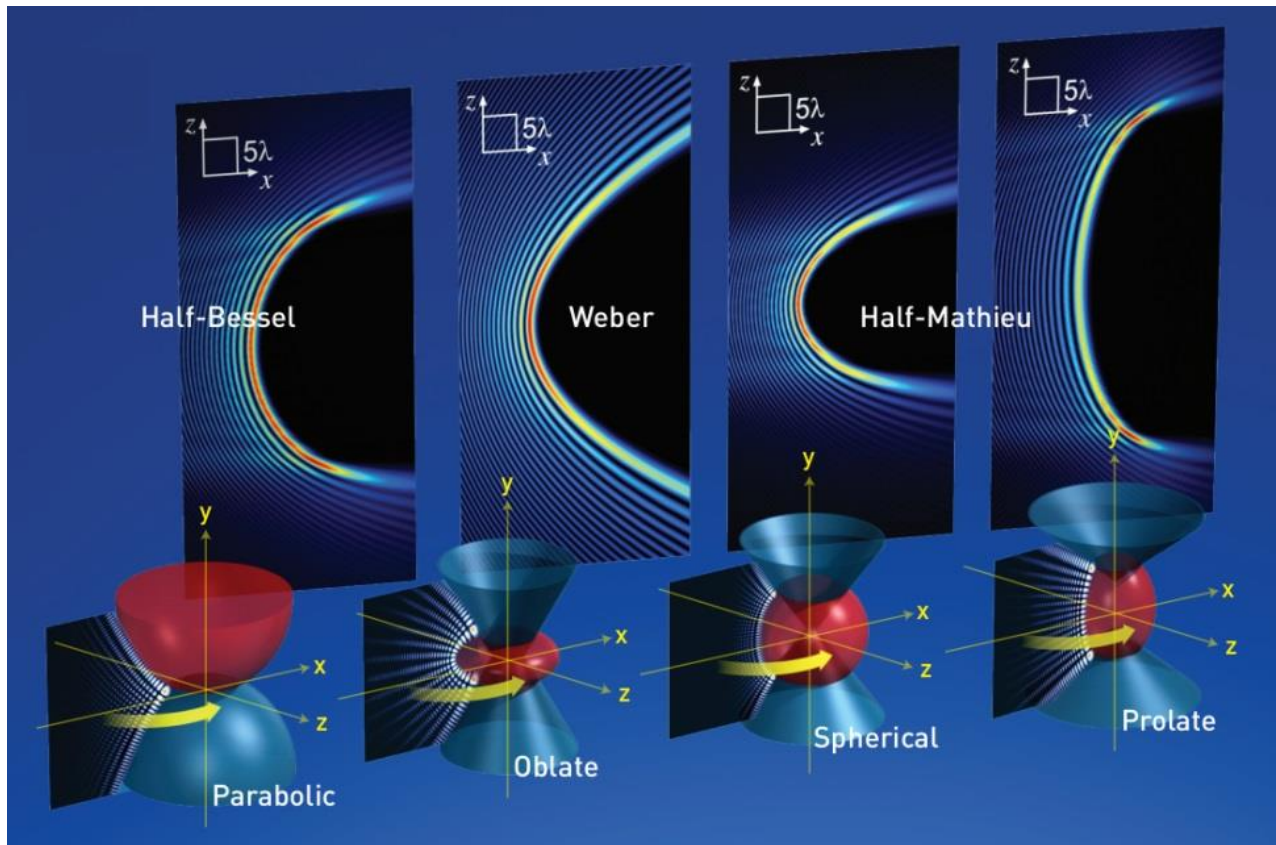 z
5λ
x
z
5λ
x
z
5λ
x
z
5λ
x
Half-Bessel
Weber
Half-Mathieu
y
x
z
Parabolic
y
x
z
Oblate
y
x
z
Spherical
y
x
z
Prolate